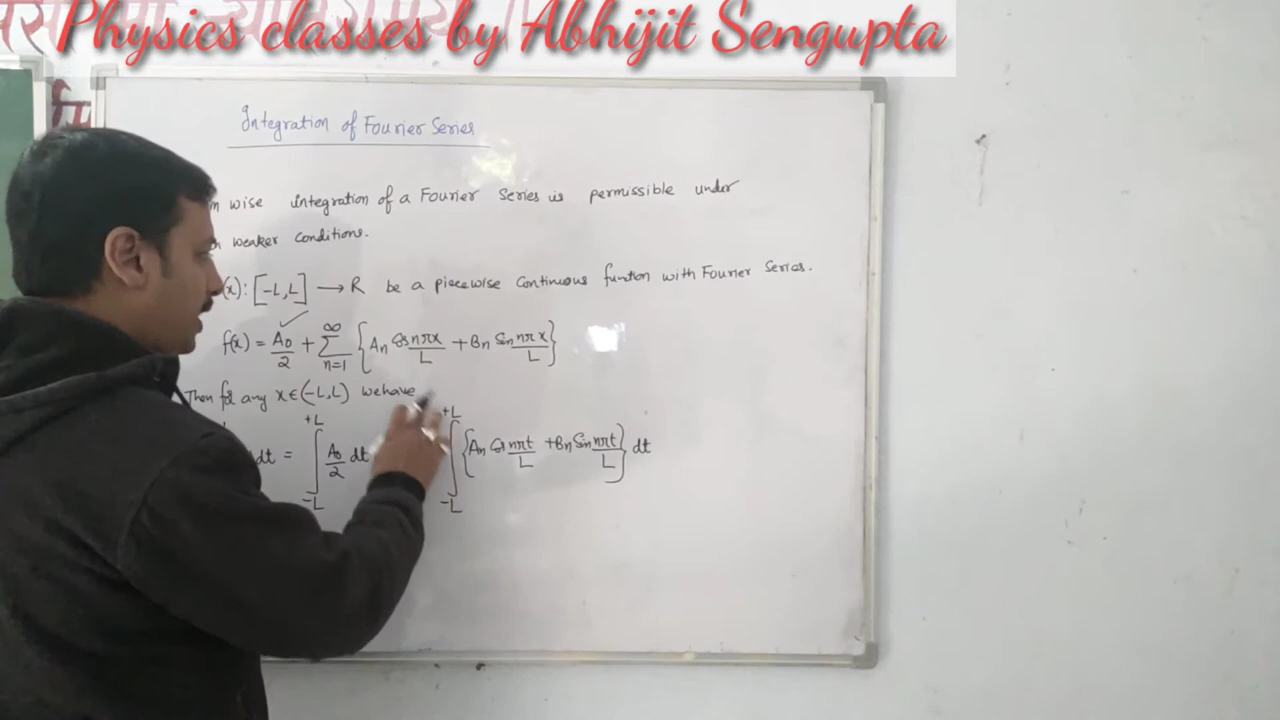 Physics classes by Abhijit Sengupta
Integration of Fourier Series
wise integration of a Fourier Series is permissible under
weaker conditions.
(x): [-L, L] → R be a piecewise continuous function with Fourier Series.
f(x) = A₀/2 + ∑_{n=1}^{∞} {Aₙ Cos nπx/L + Bₙ Sin nπx/L}
Then for any x ∈ (-L, L) we have
dt = ∫_{-L}^{+L} A₀/2 dt ∫_{-L}^{+L} {Aₙ Cos nπt/L + Bₙ Sin nπt/L} dt